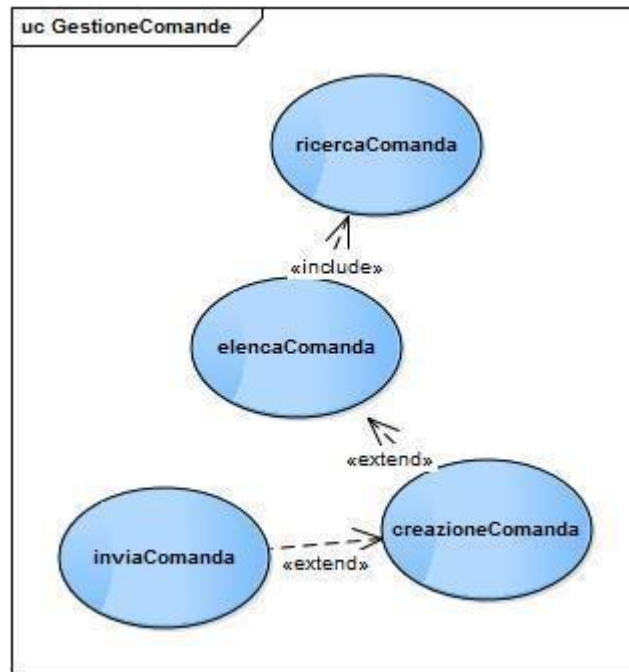 uc GestioneComande
ricercaComanda
«include»
elencaComanda
«extend»
creazioneComanda
inviaComanda
«extend»